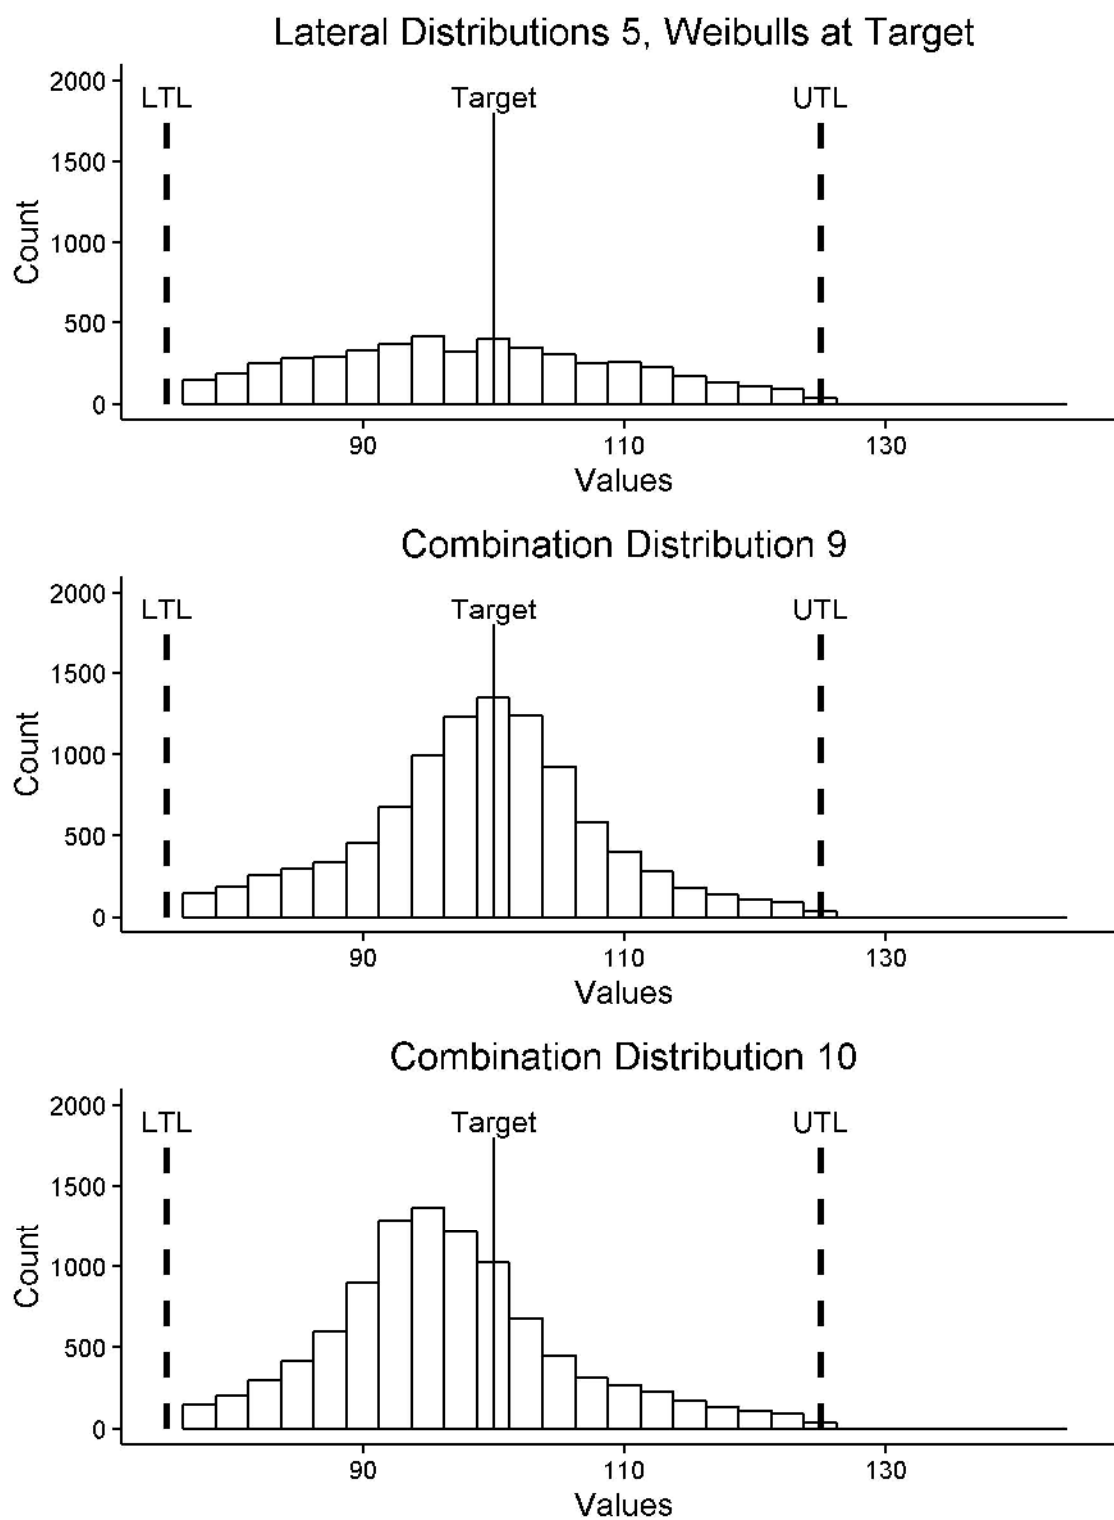 Lateral Distributions 5, Weibulls at Target
2000
LTL Target UTL
1500
Count
1000
500
0
90 110 130
Values
Combination Distribution 9
2000
LTL Target UTL
1500
Count
1000
500
0
90 110 130
Values
Combination Distribution 10
2000
LTL Target UTL
1500
Count
1000
500
0
90 110 130
Values